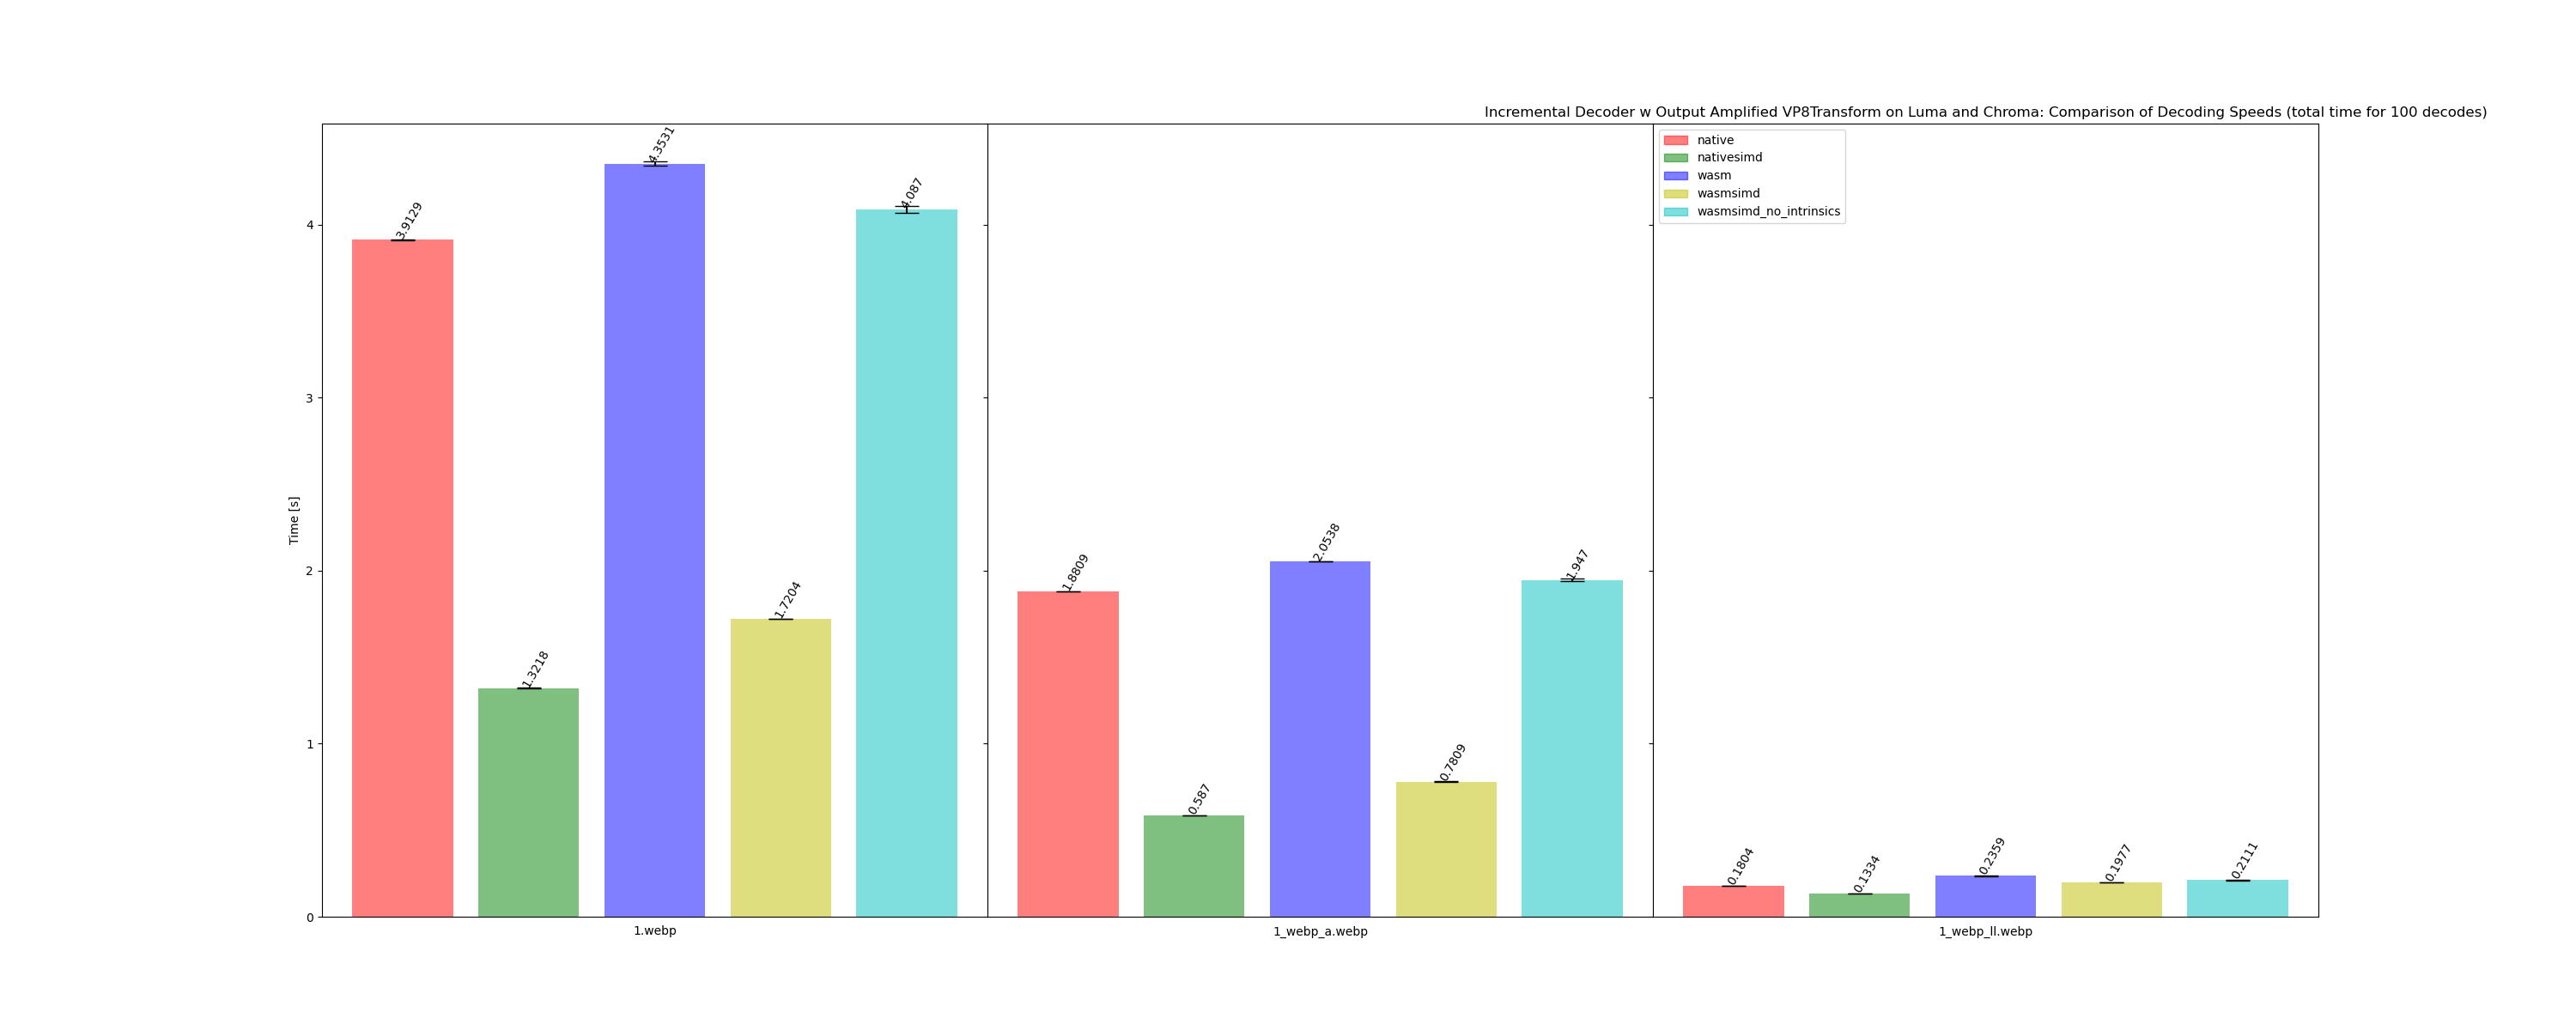 Incremental Decoder w Output Amplified VP8Transform on Luma and Chroma: Comparison of Decoding Speeds (total time for 100 decodes)
native
nativesimd
wasm
wasmsimd
wasmsimd_no_intrinsics
Time [s]
4
3
2
1
0
3.9129
1.3218
4.3531
1.7204
4.087
1.8809
0.587
2.0538
0.7809
1.947
0.1804
0.1334
0.2359
0.1977
0.2111
1.webp
1_webp_a.webp
1_webp_ll.webp